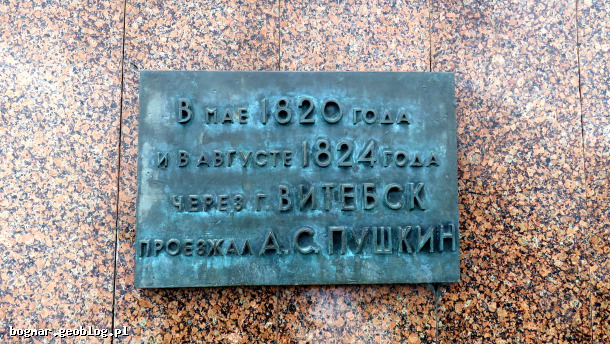 В мае 1820 года
и в августе 1824 года
через г. ВИТЕБСК
проезжал А. С. ПУШКИН
bognar.geoblog.pl